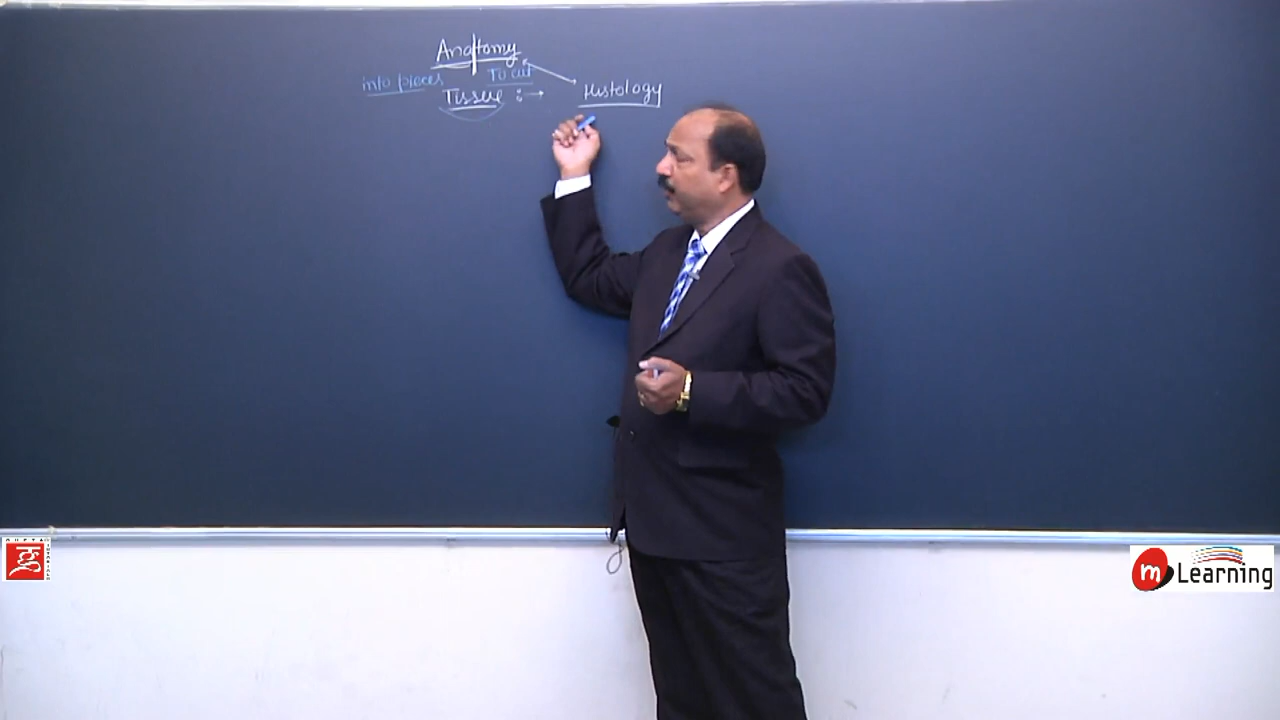 Anatomy
into pieces To cut
Tissue :→ Histology
m Learning